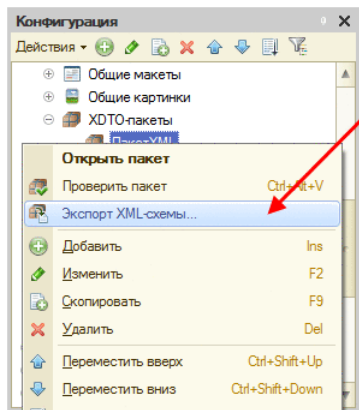 Конфигурация
Действия
Общие макеты
Общие картинки
XDTO-пакеты
ПакетXML
Открыть пакет
Проверить пакет Ctrl+Alt+V
Экспорт XML-схемы...
Добавить Ins
Изменить F2
Скопировать F9
Удалить Del
Переместить вверх Ctrl+Shift+Up
Переместить вниз Ctrl+Shift+Down